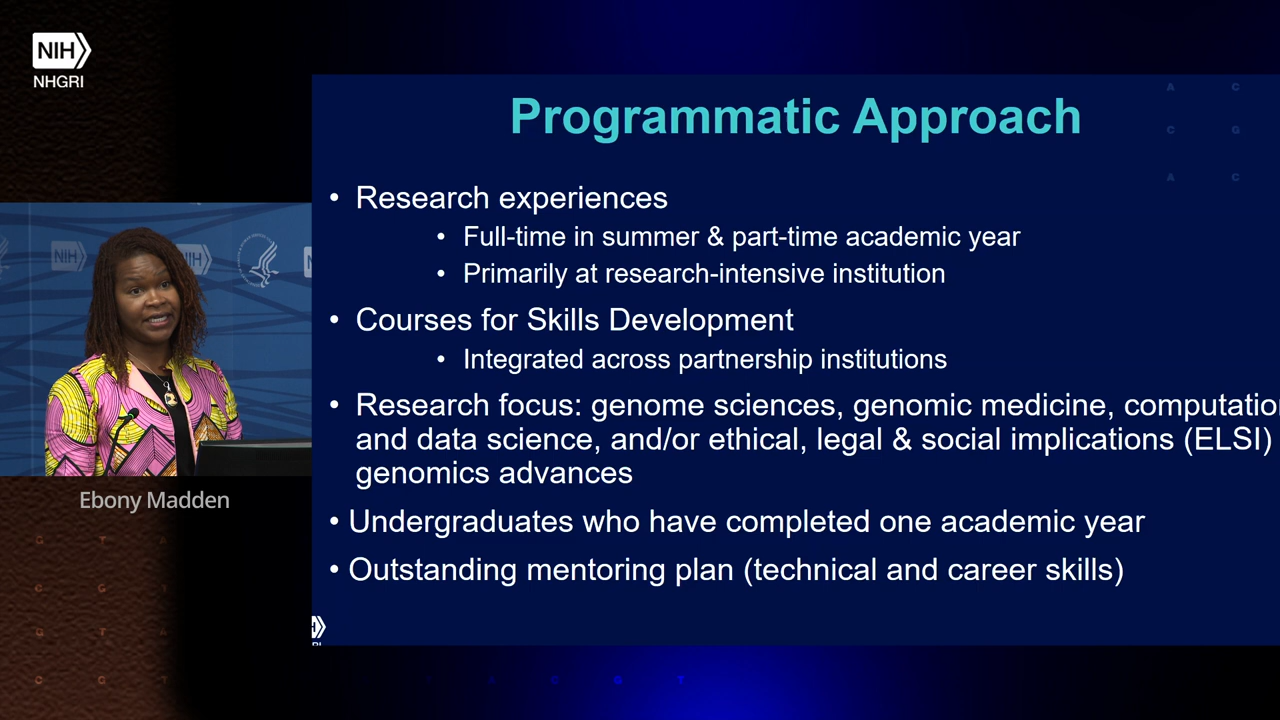 NIH
NHGRI
Programmatic Approach
• Research experiences
• Full-time in summer & part-time academic year
• Primarily at research-intensive institution
• Courses for Skills Development
• Integrated across partnership institutions
• Research focus: genome sciences, genomic medicine, computatio
and data science, and/or ethical, legal & social implications (ELSI)
genomics advances
• Undergraduates who have completed one academic year
• Outstanding mentoring plan (technical and career skills)
NIH
NIH
Ebony Madden
A C
C G
A C
G T A
C G
G T
C G